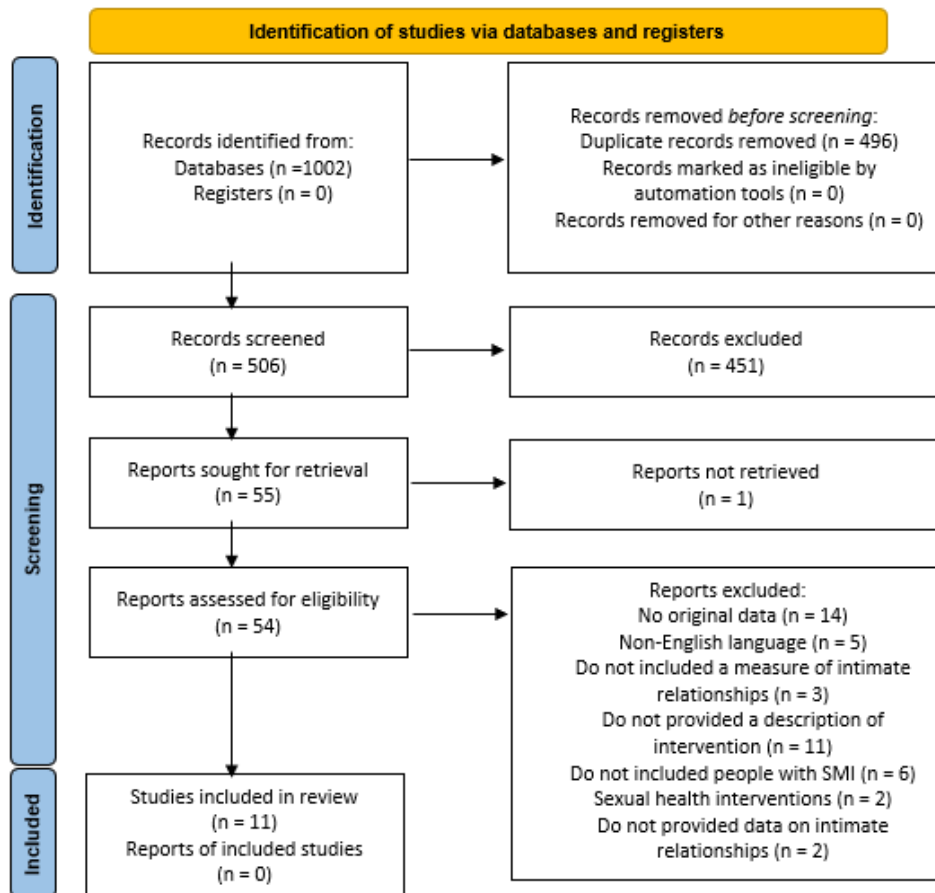 Identification of studies via databases and registers
Identification
Records identified from:
Databases (n =1002)
Registers (n = 0)
Records removed before screening:
Duplicate records removed (n = 496)
Records marked as ineligible by
automation tools (n = 0)
Records removed for other reasons (n = 0)
Screening
Records screened
(n = 506)
Records excluded
(n = 451)
Reports sought for retrieval
(n = 55)
Reports not retrieved
(n = 1)
Reports assessed for eligibility
(n = 54)
Reports excluded:
No original data (n = 14)
Non-English language (n = 5)
Do not included a measure of intimate
relationships (n = 3)
Do not provided a description of
intervention (n = 11)
Do not included people with SMI (n = 6)
Sexual health interventions (n = 2)
Do not provided data on intimate
relationships (n = 2)
Included
Studies included in review
(n = 11)
Reports of included studies
(n = 0)